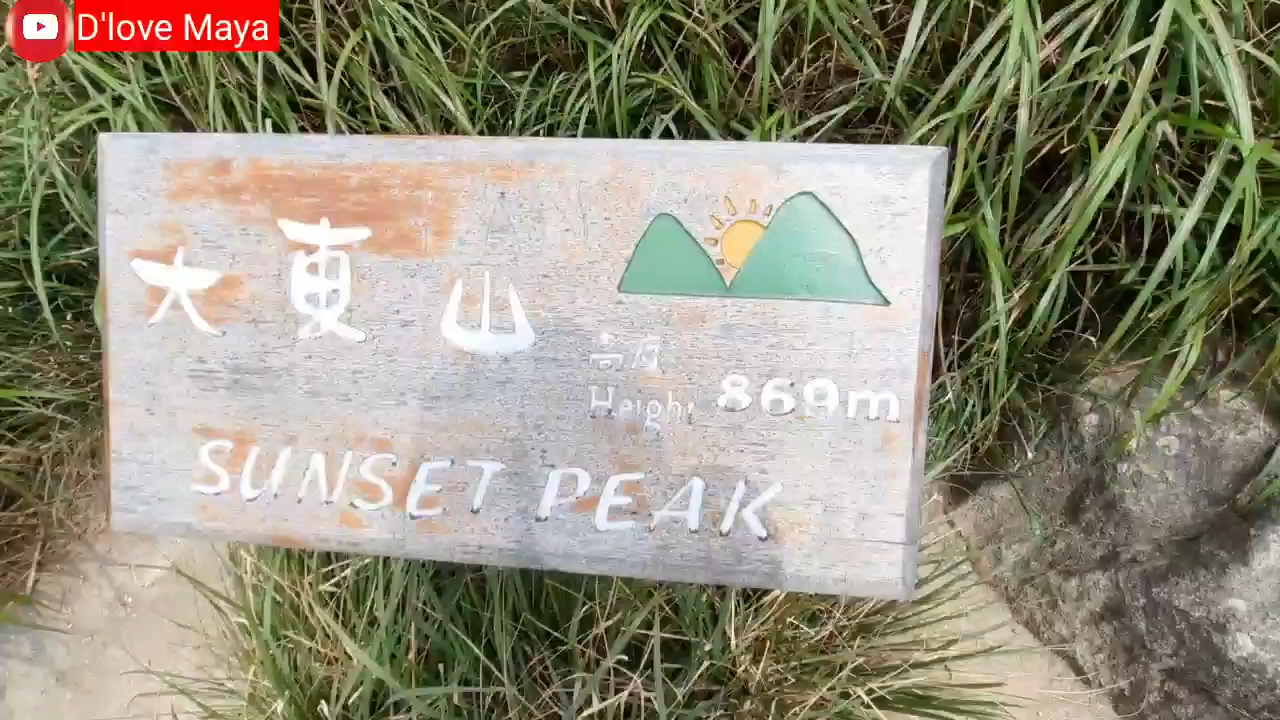 D'love Maya
大東山
高度
Height 869m
SUNSET PEAK